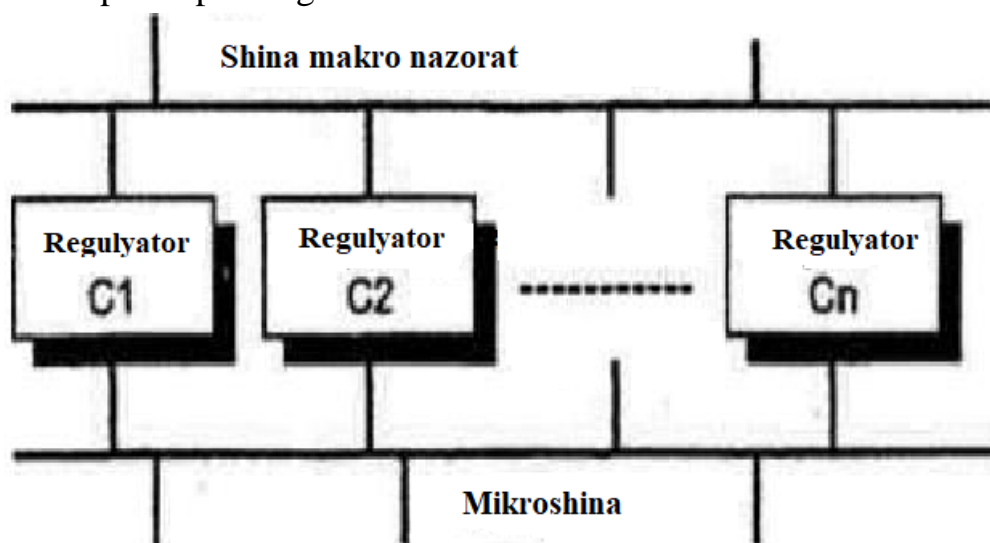 Shina makro nazorat
Regulyator
C1
Regulyator
C2
Regulyator
Cn
Mikroshina